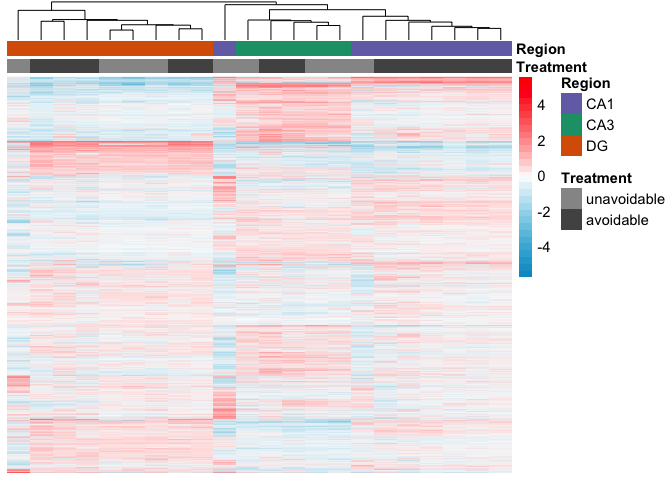 Region
Treatment
4
2
0
-2
-4
Region
CA1
CA3
DG
Treatment
unavoidable
avoidable